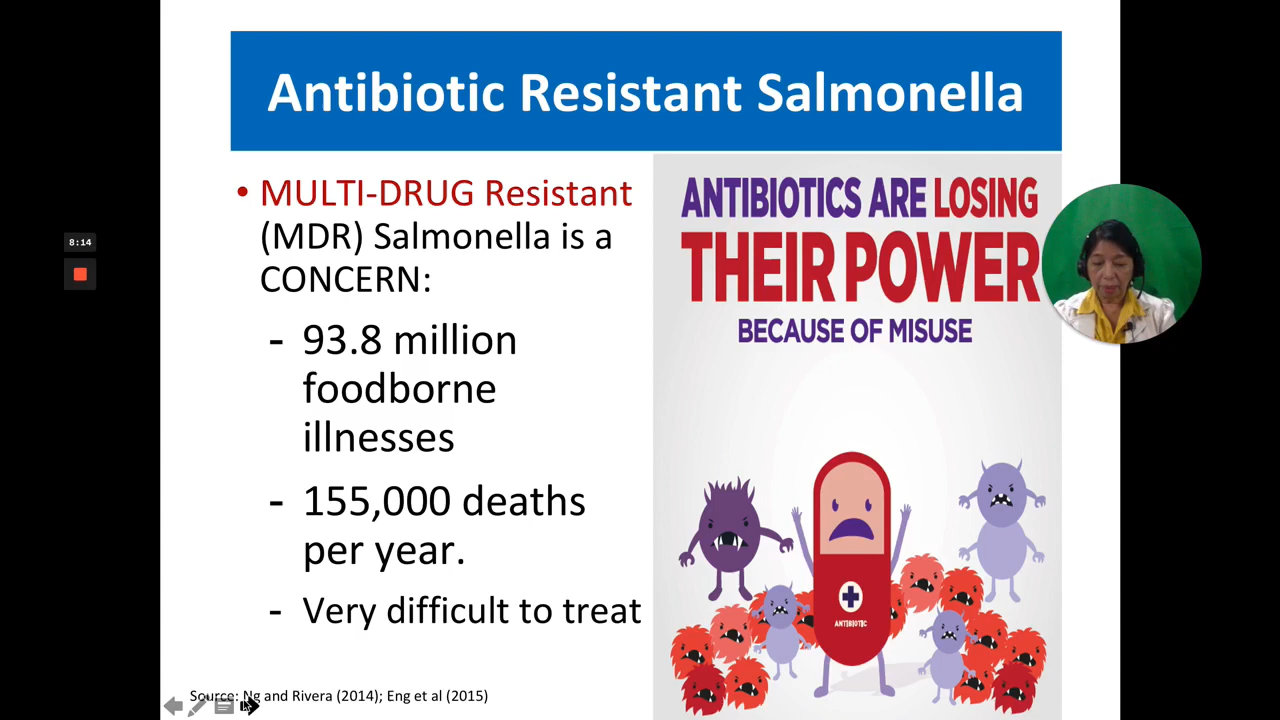 Antibiotic Resistant Salmonella
• MULTI-DRUG Resistant
(MDR) Salmonella is a
CONCERN:
- 93.8 million
foodborne
illnesses
- 155,000 deaths
per year.
- Very difficult to treat
Source: Ng and Rivera (2014); Eng et al (2015)
ANTIBIOTICS ARE LOSING
THEIR POWER
BECAUSE OF MISUSE
ANTIBIOTIC
8:14